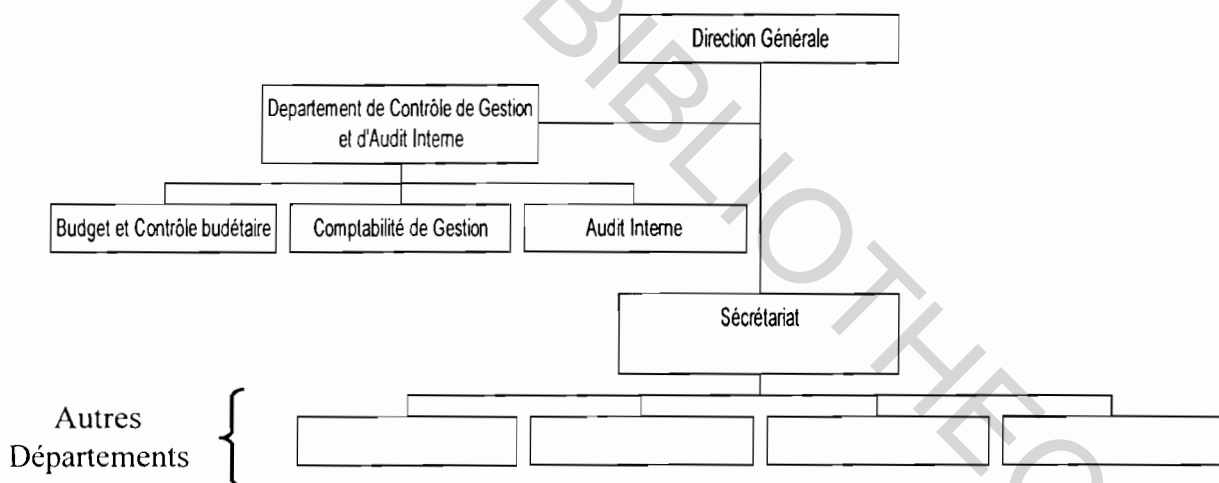 Direction Générale
Departement de Contrôle de Gestion
et d'Audit Interne
Budget et Contrôle budétaire
Comptabilité de Gestion
Audit Interne
Sécrétariat
Autres
Départements
BIBLIOTHEQ